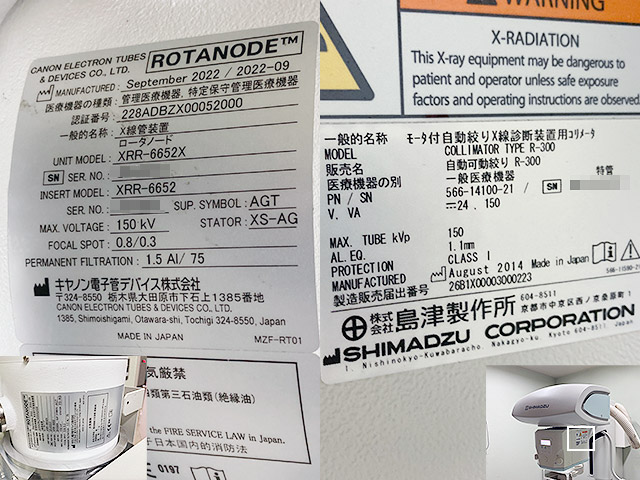 CANON ELECTRON TUBES
& DEVICES CO., LTD.
ROTANODE™
MANUFACTURED: September 2022 / 2022-09
医療機器の種類: 管理医療機器, 特定保守管理医療機器
認証番号: 228ADBZX00052000
一般的名称: X線管装置
ロータノード
UNIT MODEL: XRR-6652X
SN SER. NO.:
INSERT MODEL: XRR-6652
SER. NO.: SUP. SYMBOL: AGT
MAX. VOLTAGE: 150 kV STATOR: XS-AG
FOCAL SPOT: 0.8/0.3
PERMANENT FILTRATION: 1.5 Al/ 75
キヤノン電子管デバイス株式会社
〒324-8550 栃木県大田原市下石上1385番地
CANON ELECTRON TUBES & DEVICES CO., LTD.
1385, Shimoishigami, Otawara-shi, Tochigi 324-8550, Japan
MADE IN JAPAN MZF-RT01
気厳禁
類第三石油類(絶縁油)
the FIRE SERVICE LAW in Japan.
日本国内的消防法
0197
WARNING
X-RADIATION
This X-ray equipment may be dangerous to
patient and operator unless safe exposure
factors and operating instructions are observed.
一般的名称 モータ付自動絞りX線診断装置用コリメータ
MODEL COLLIMATOR TYPE R-300
販売名 自動可動絞り R-300
医療機器の別 一般医療機器 特管
PN / SN 566-14100-21 / SN
V. VA 24 . 150
MAX. TUBE kVp 150
AL. EQ. 1.1mm
PROTECTION CLASS I
MANUFACTURED August 2014 Made in Japan
製造販売届出番号 26B1X00003000223
株式会社 島津製作所 604-8511
京都市中京区西ノ京桑原町1
SHIMADZU CORPORATION
1. Nishinokyo-Kuwabaracho, Nakagyo-ku Kyoto 604-8511
SHIMADZU